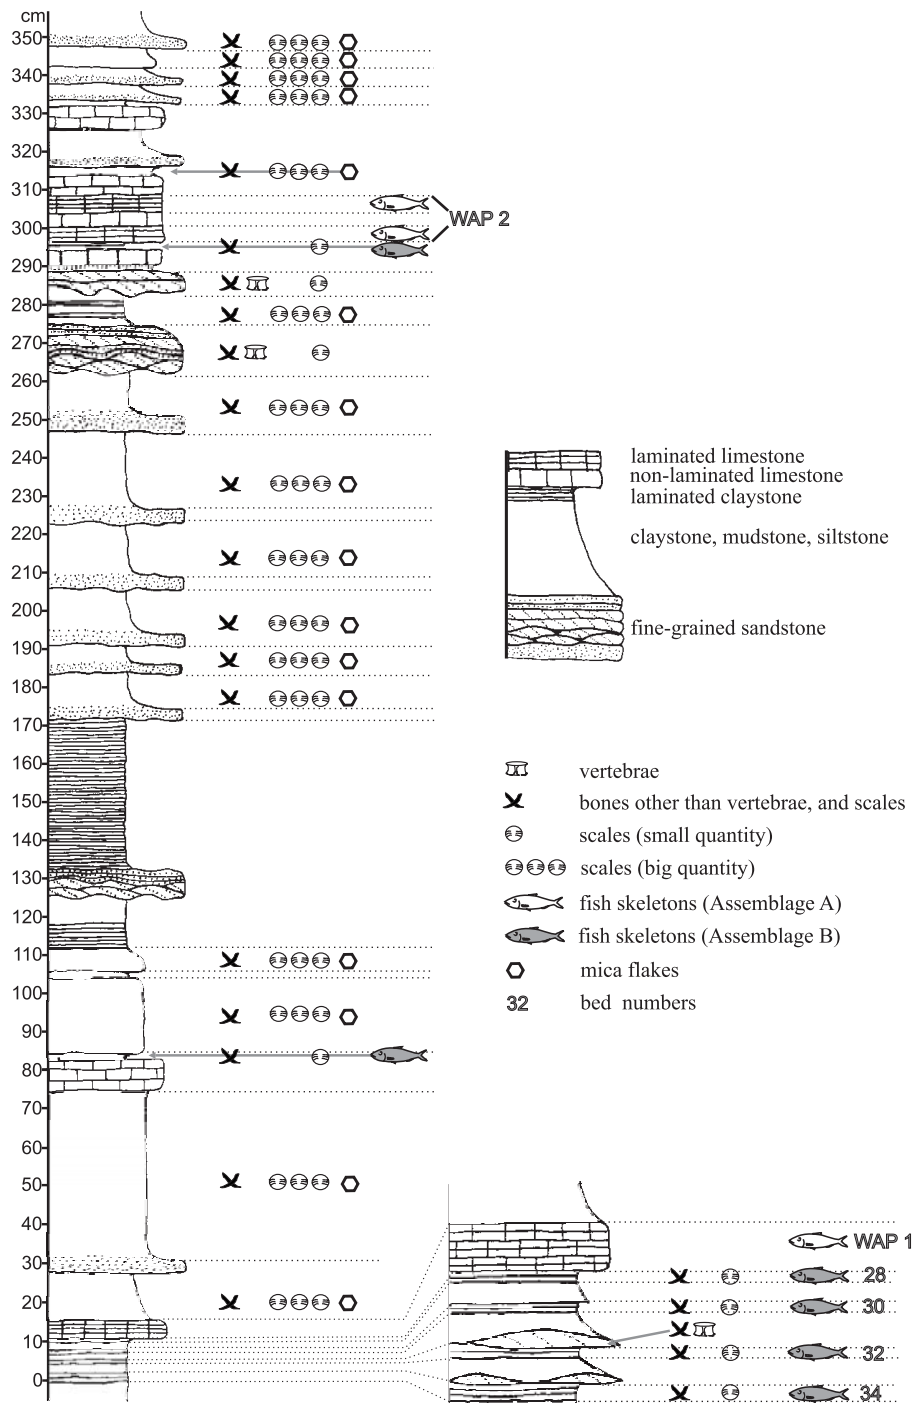 cm
350
340
330
320
310
300
290
280
270
260
250
240
230
220
210
200
190
180
170
160
150
140
130
120
110
100
90
80
70
60
50
40
30
20
10
0
WAP 2
laminated limestone
non-laminated limestone
laminated claystone
claystone, mudstone, siltstone
fine-grained sandstone
vertebrae
bones other than vertebrae, and scales
scales (small quantity)
scales (big quantity)
fish skeletons (Assemblage A)
fish skeletons (Assemblage B)
mica flakes
32 bed numbers
WAP 1
28
30
32
34